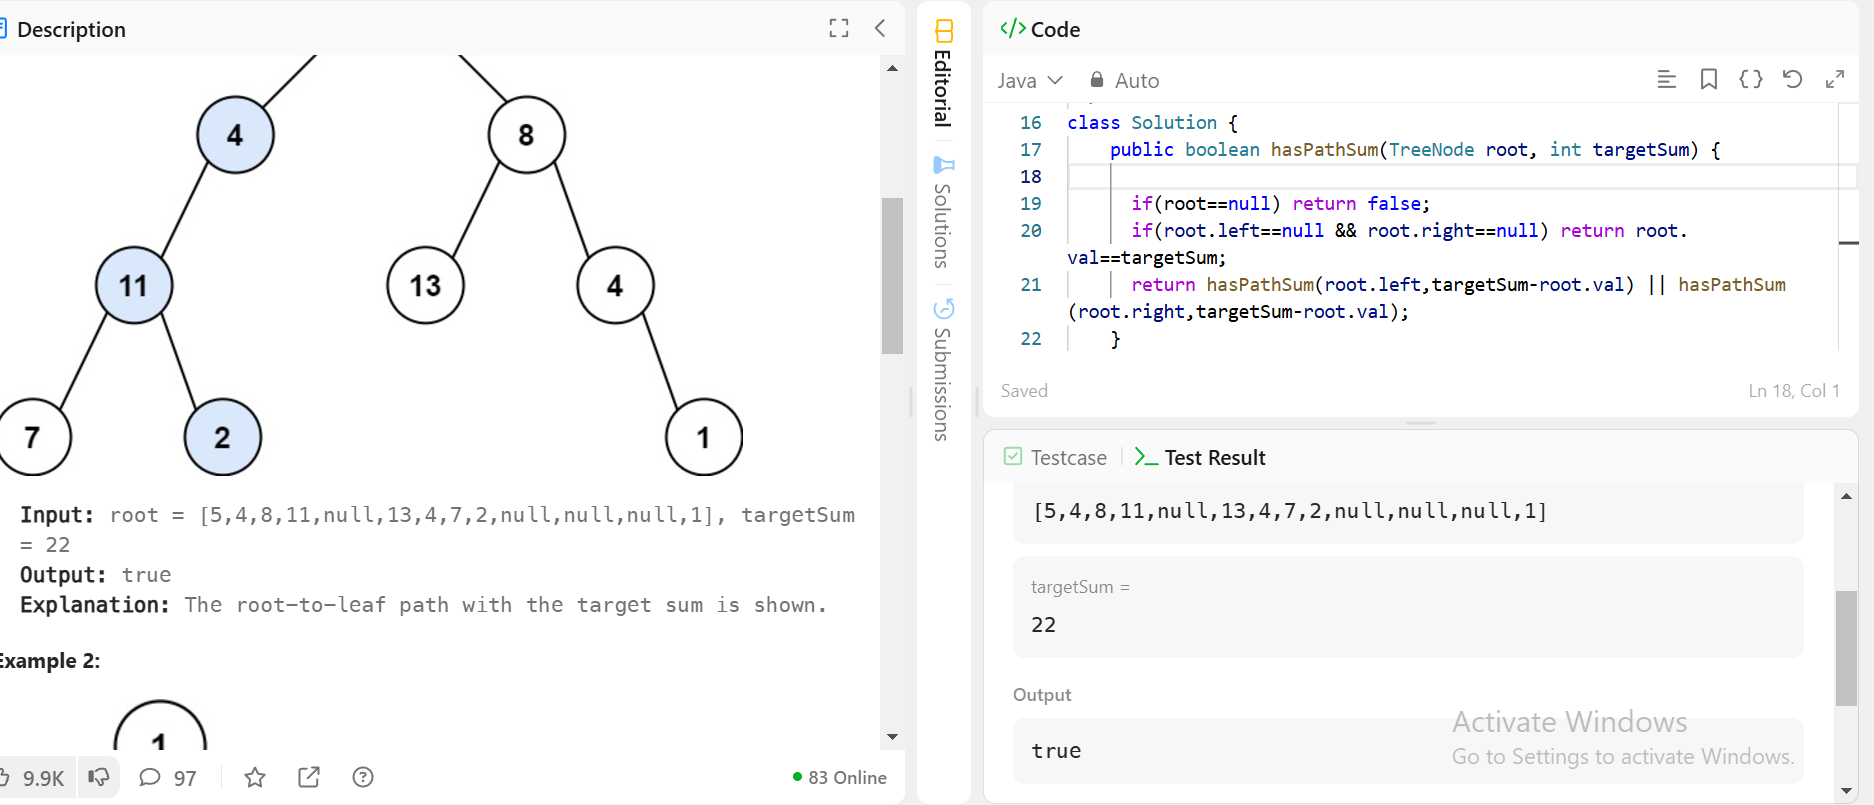 Description
4
8
11
13
4
7
2
1
Input: root = [5,4,8,11,null,13,4,7,2,null,null,null,1], targetSum
= 22
Output: true
Explanation: The root-to-leaf path with the target sum is shown.
Example 2:
1
9.9K
97
83 Online
Editorial
Solutions
Submissions
</> Code
Java
Auto
16 class Solution {
17 public boolean hasPathSum(TreeNode root, int targetSum) {
18
19 if(root==null) return false;
20 if(root.left==null && root.right==null) return root.
val==targetSum;
21 return hasPathSum(root.left,targetSum-root.val) || hasPathSum
(root.right,targetSum-root.val);
22 }
Saved
Ln 18, Col 1
Testcase
Test Result
[5,4,8,11,null,13,4,7,2,null,null,null,1]
targetSum =
22
Output
true
Activate Windows
Go to Settings to activate Windows.